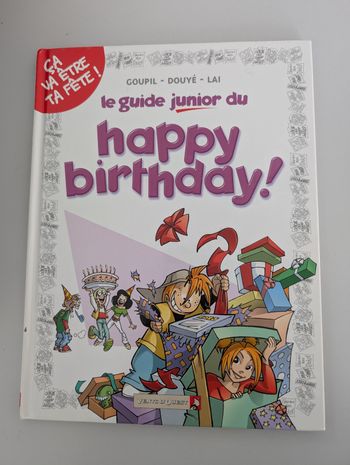 ÇA
VA ÊTRE
TA FÊTE !
GOUPIL - DOUYÉ - LAI
le guide junior du
happy
birthday!
VENTS D'OUEST